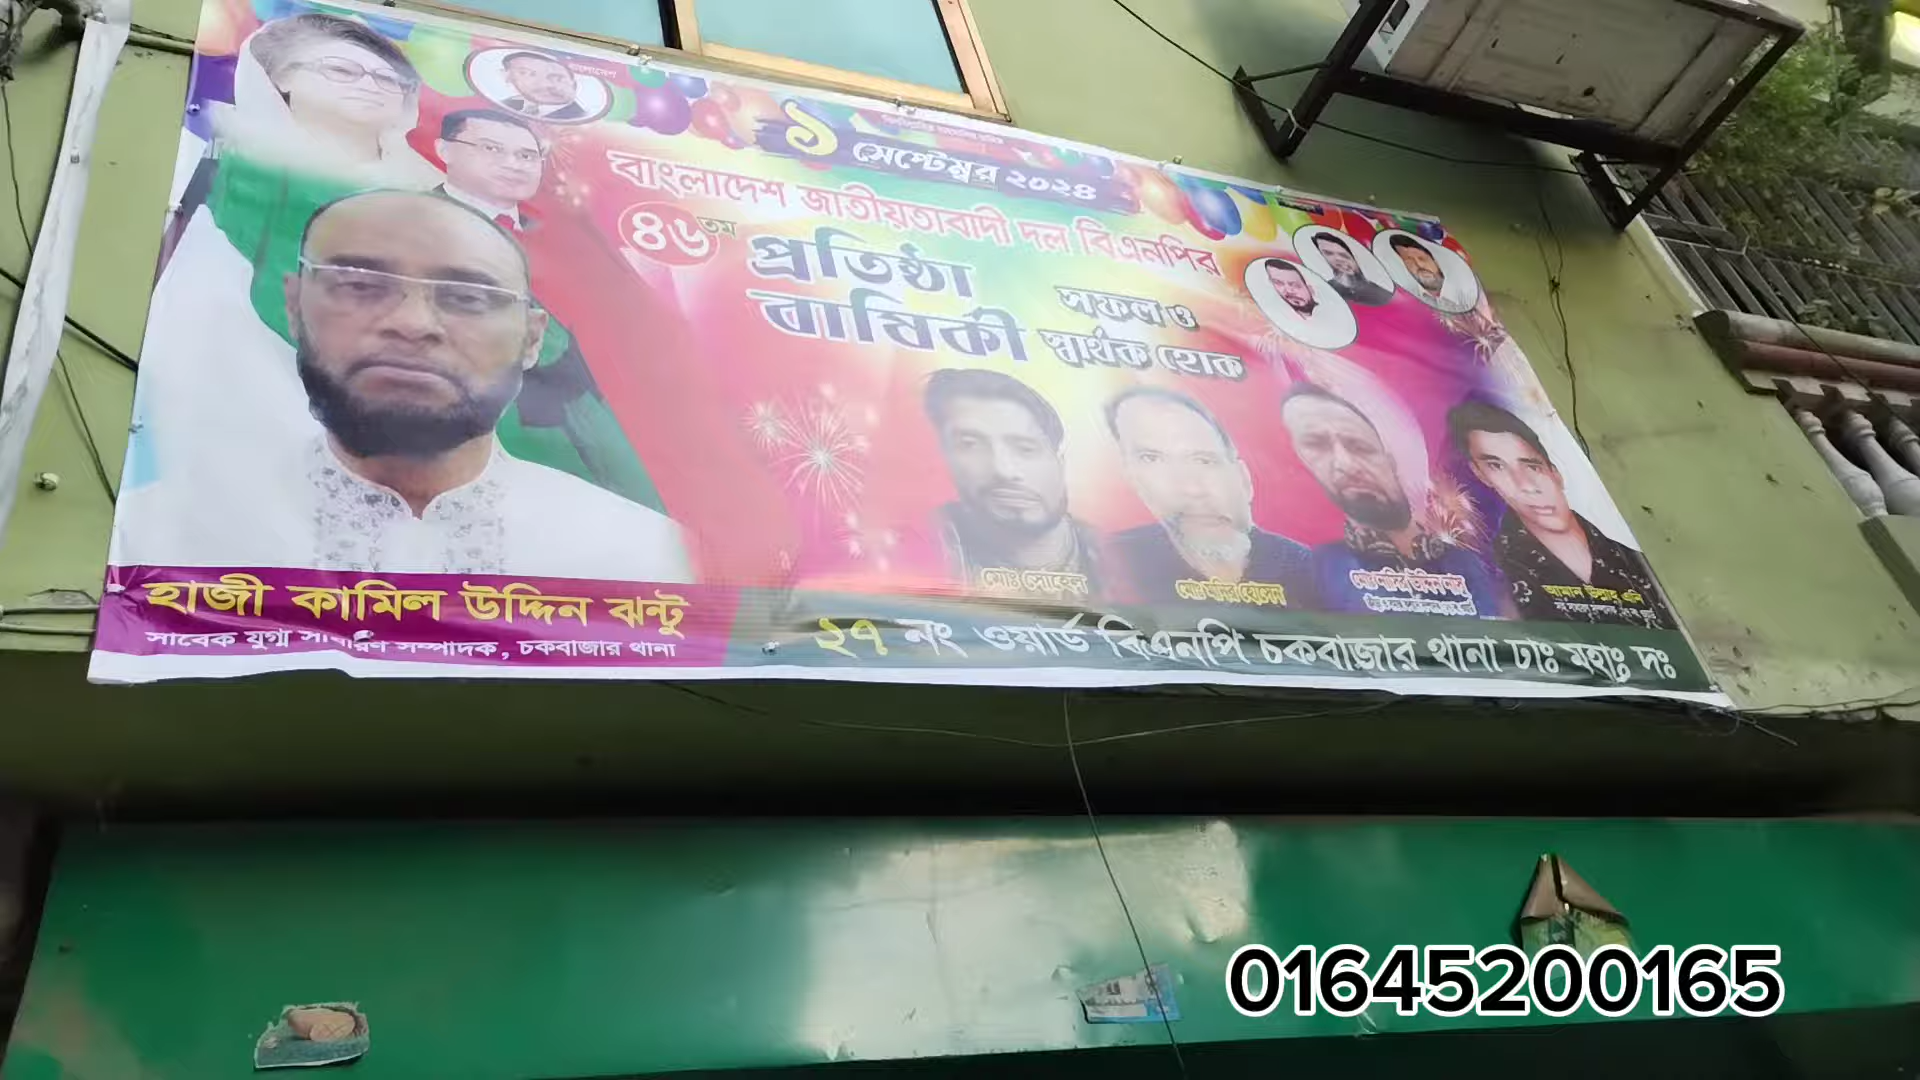 ১
সেপ্টেম্বর ২০২৪
বাংলাদেশ জাতীয়তাবাদী দল বিএনপির
৪৬তম
প্রতিষ্ঠা
বার্ষিকী
সফল ও
স্বার্থক হোক
মোঃ সোহেল
মোঃ মনির হোসেন
হাজী কামিল উদ্দিন ঝন্টু
সাবেক যুগ্ম সাধারণ সম্পাদক, চকবাজার থানা
২৭ নং ওয়ার্ড বিএনপি চকবাজার থানা ঢাঃ মহাঃ দঃ
01645200165